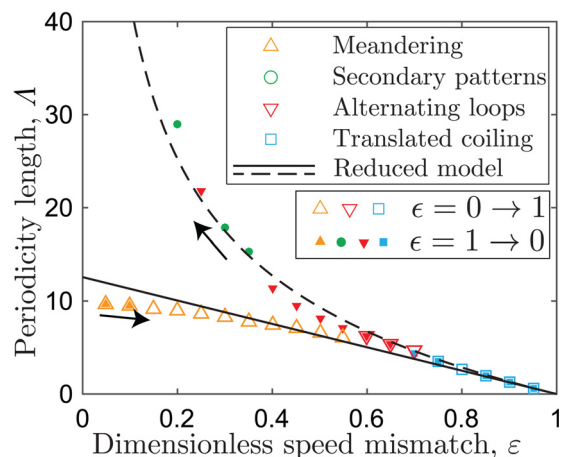 40
30
20
10
0
Periodicity length, Λ
Meandering
Secondary patterns
Alternating loops
Translated coiling
Reduced model
ϵ = 0 → 1
ϵ = 1 → 0
0 0.2 0.4 0.6 0.8 1
Dimensionless speed mismatch, ε